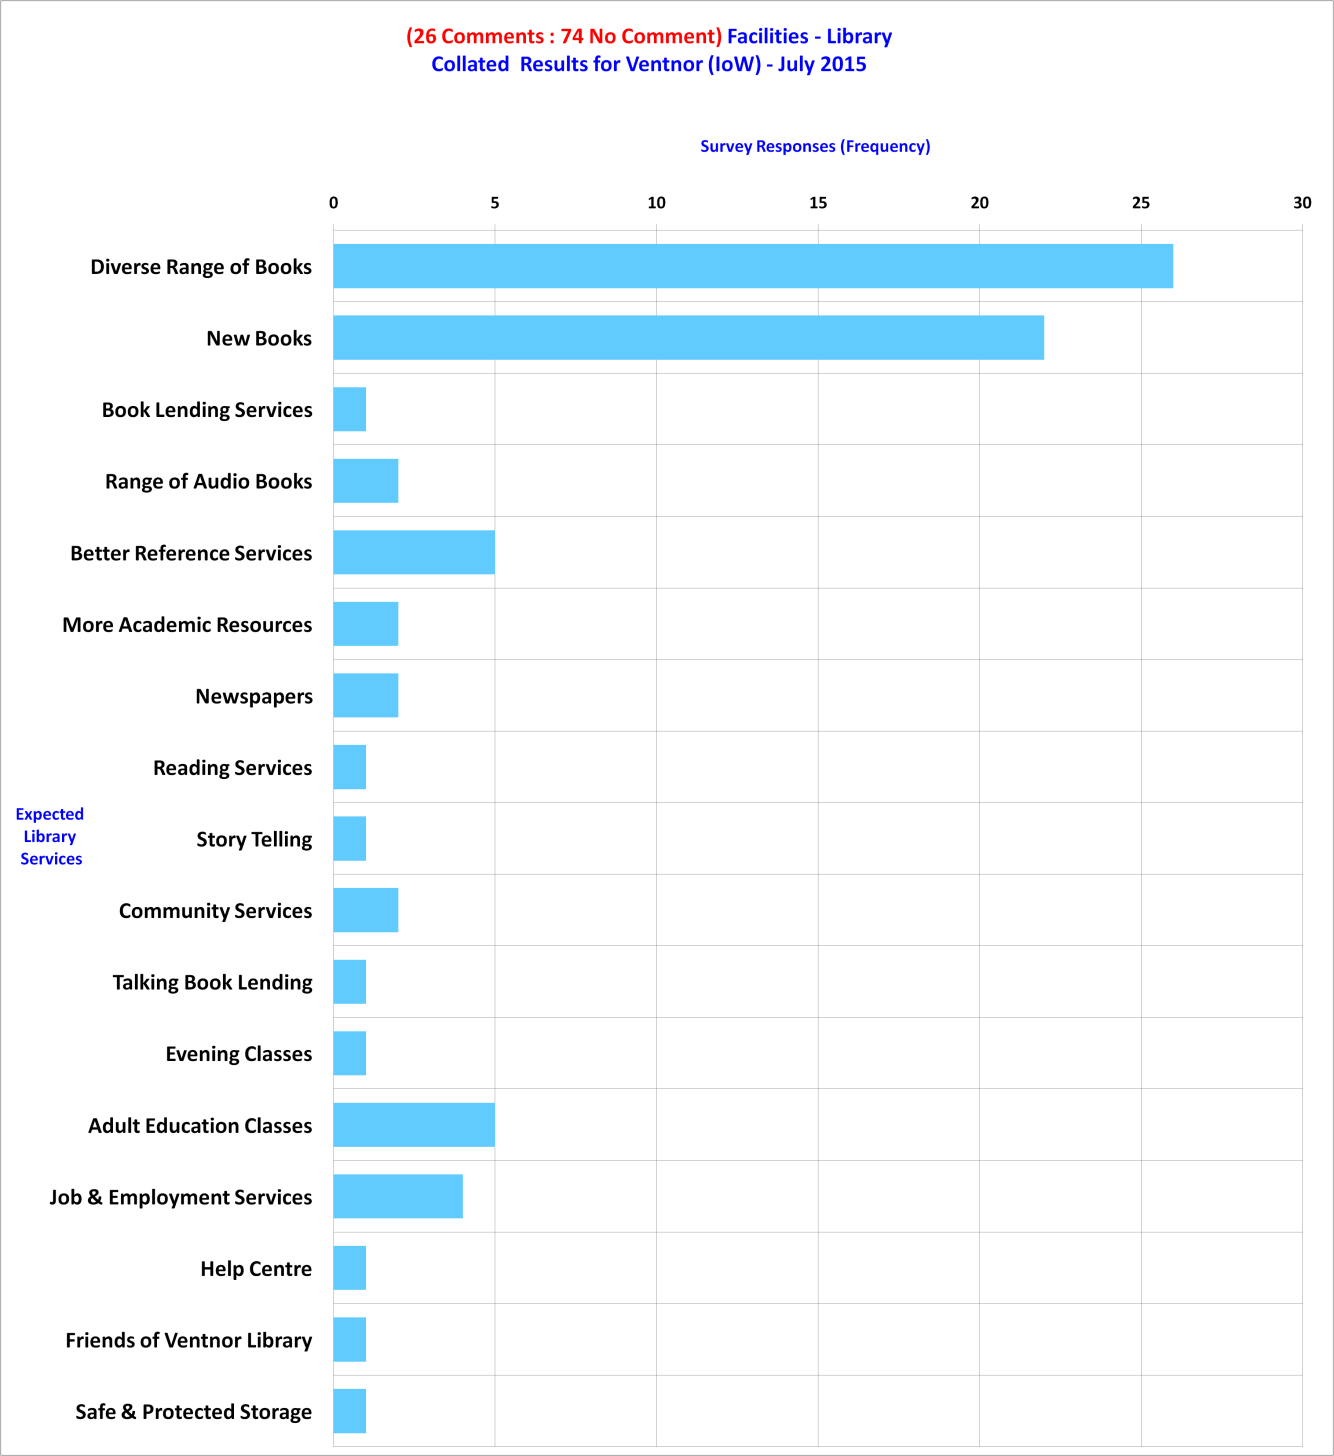 (26 Comments : 74 No Comment) Facilities - Library
Collated  Results for Ventnor (IoW) - July 2015
Survey Responses (Frequency)
0 5 10 15 20 25 30
Diverse Range of Books
New Books
Book Lending Services
Range of Audio Books
Better Reference Services
More Academic Resources
Newspapers
Reading Services
Expected
Library
Services
Story Telling
Community Services
Talking Book Lending
Evening Classes
Adult Education Classes
Job & Employment Services
Help Centre
Friends of Ventnor Library
Safe & Protected Storage